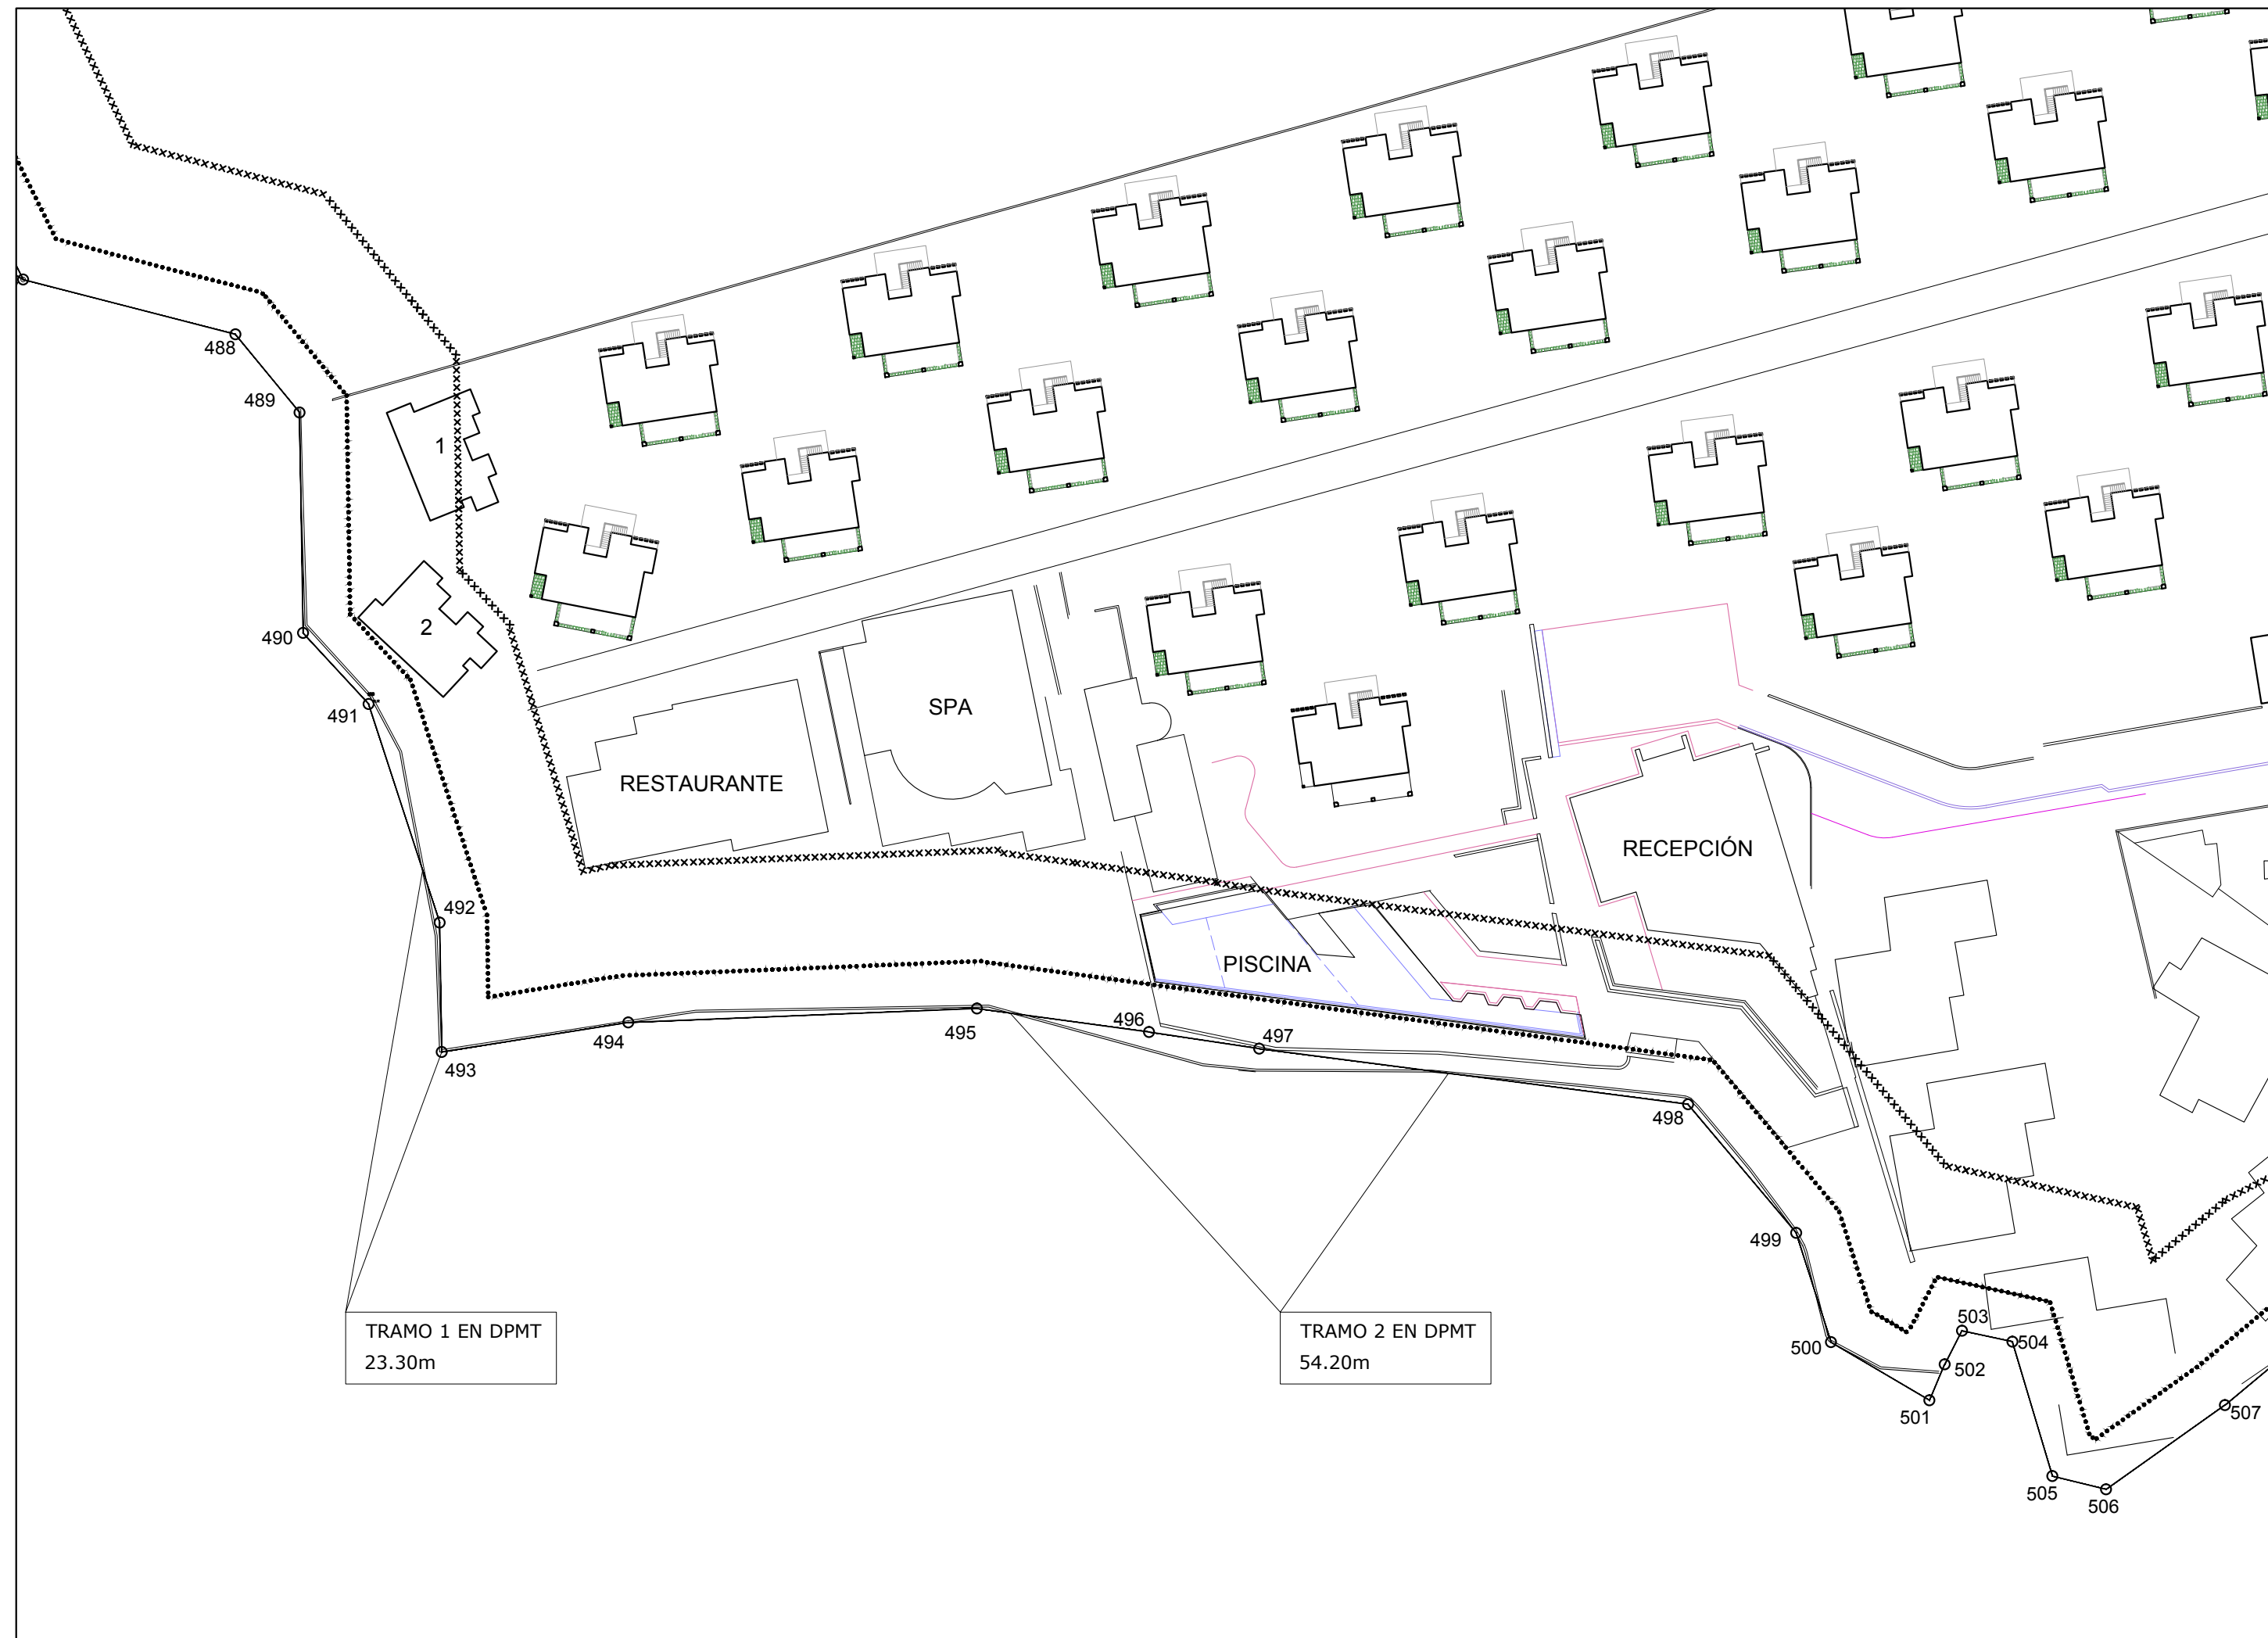 488
489
1
490
2
491
SPA
RESTAURANTE
RECEPCIÓN
492
PISCINA
493
494
495
496
497
498
499
TRAMO 1 EN DPMT
23.30m
TRAMO 2 EN DPMT
54.20m
500
503
504
502
501
507
505
506